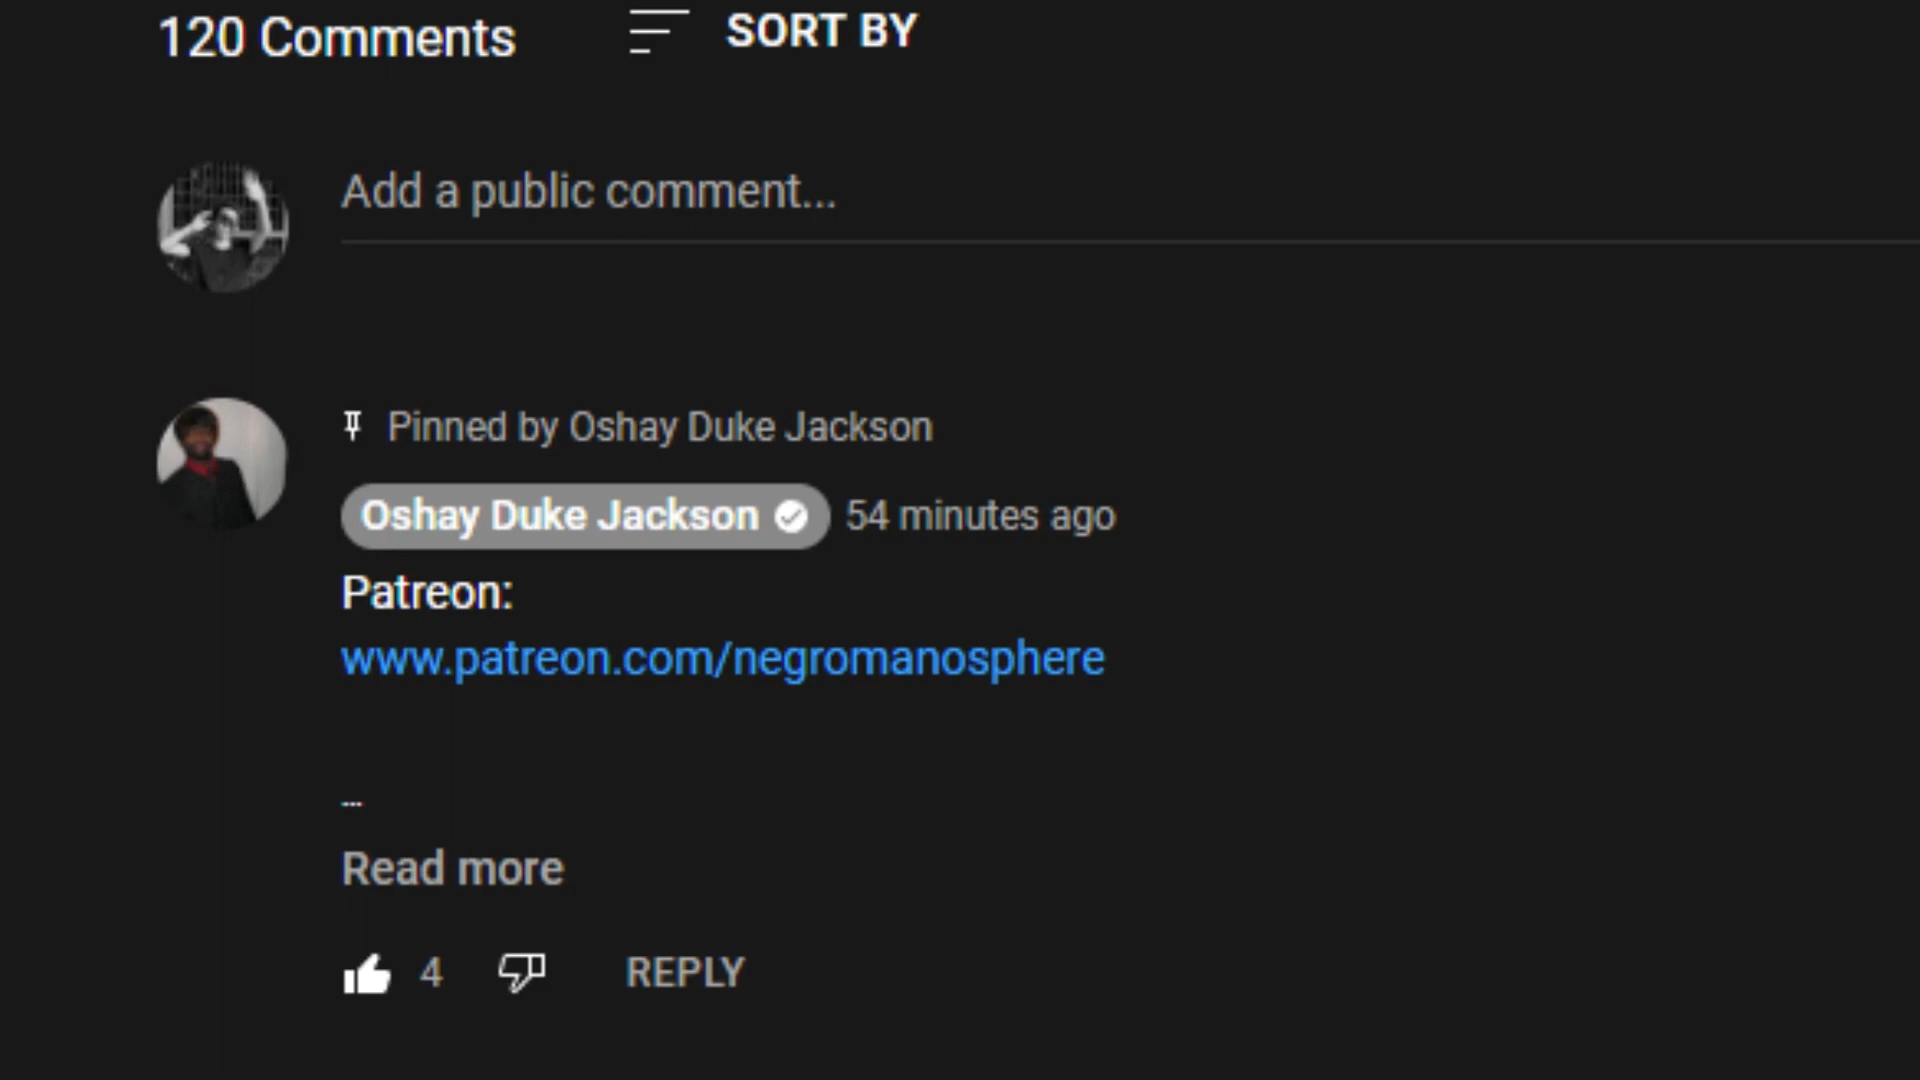 120 Comments SORT BY
Add a public comment...
Pinned by Oshay Duke Jackson
Oshay Duke Jackson 54 minutes ago
Patreon:
www.patreon.com/negromanosphere
...
Read more
4 REPLY